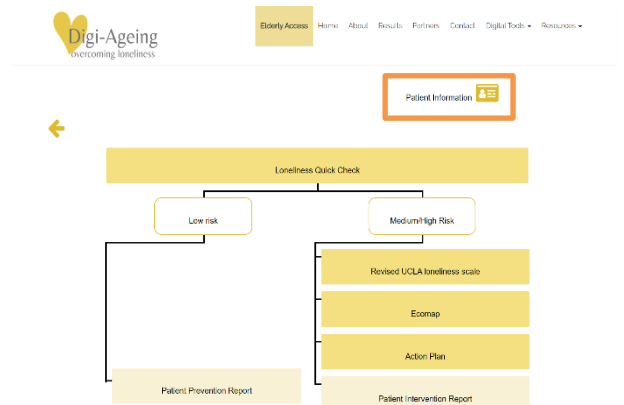 Digi-Ageing
overcoming loneliness
Elderly Access Home About Results Partners Contact Digital Tools Resources
Patient Information
Loneliness Quick Check
Low risk
Medium/High Risk
Revised UCLA loneliness scale
Ecomap
Action Plan
Patient Prevention Report
Patient Intervention Report